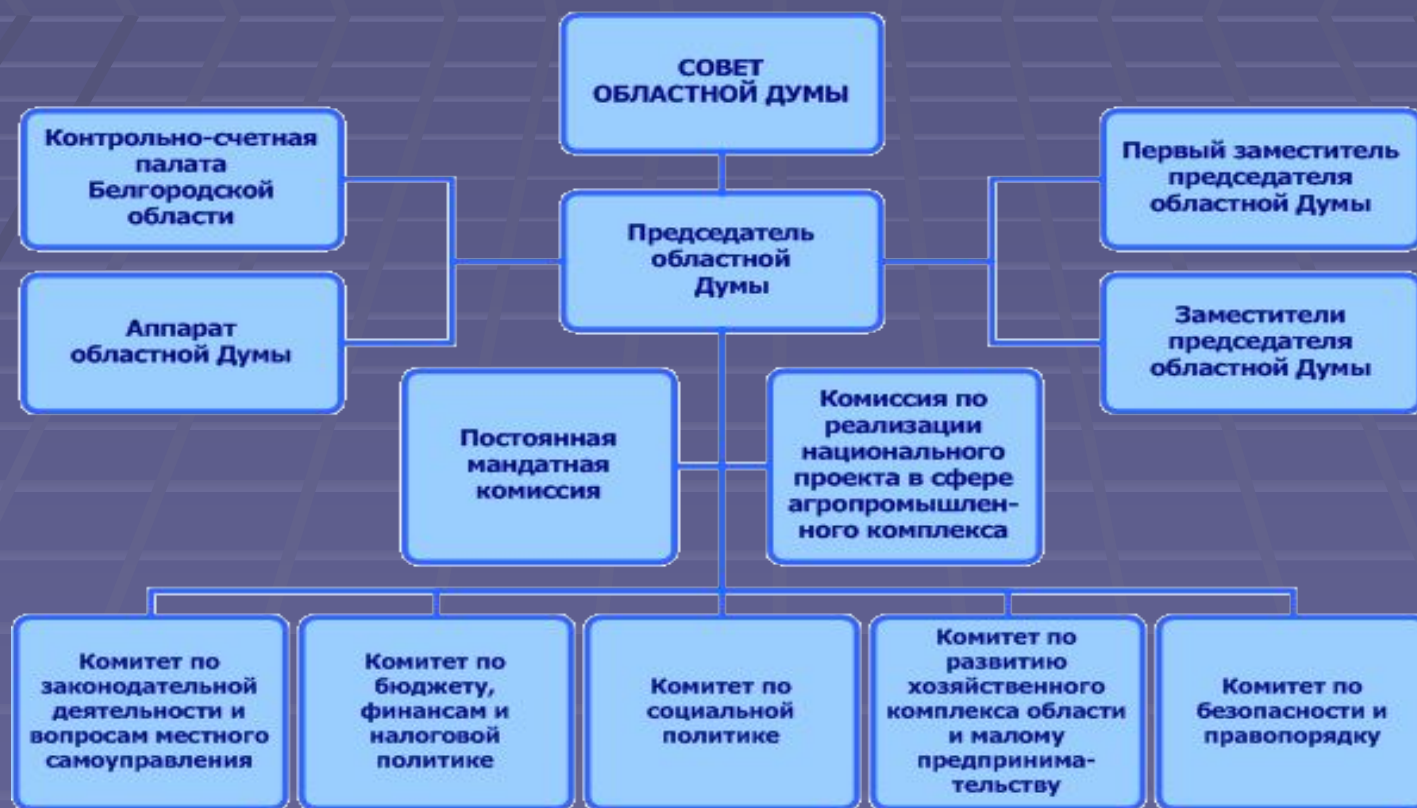 СОВЕТ
ОБЛАСТНОЙ ДУМЫ
Контрольно-счетная
палата
Белгородской
области
Первый заместитель
председателя
областной Думы
Председатель
областной
Думы
Аппарат
областной Думы
Заместители
председателя
областной Думы
Постоянная
мандатная
комиссия
Комиссия по
реализации
национального
проекта в сфере
агропромышлен-
ного комплекса
Комитет по
законодательной
деятельности и
вопросам местного
самоуправления
Комитет по
бюджету,
финансам и
налоговой
политике
Комитет по
социальной
политике
Комитет по
развитию
хозяйственного
комплекса области
и малому
предпринима-
тельству
Комитет по
безопасности и
правопорядку